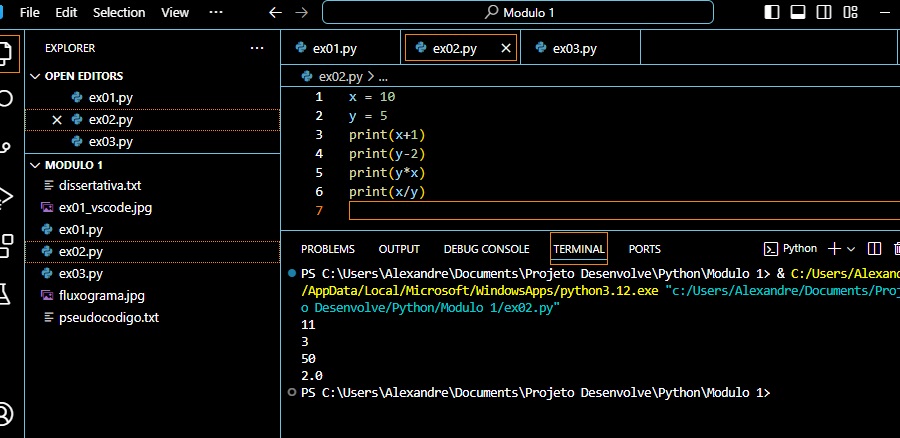 File Edit Selection View ··· Modulo 1
EXPLORER ···
OPEN EDITORS
ex01.py
ex02.py
ex03.py
MODULO 1
dissertativa.txt
ex01_vscode.jpg
ex01.py
ex02.py
ex03.py
fluxograma.jpg
pseudocodigo.txt
ex01.py ex02.py ex03.py
ex02.py > ...
1 x = 10
2 y = 5
3 print(x+1)
4 print(y-2)
5 print(y*x)
6 print(x/y)
7
PROBLEMS OUTPUT DEBUG CONSOLE TERMINAL PORTS Python
PS C:\Users\Alexandre\Documents\Projeto Desenvolve\Python\Modulo 1> & C:/Users/Alexand
/AppData/Local/Microsoft/WindowsApps/python3.12.exe "c:/Users/Alexandre/Documents/Proj
o Desenvolve/Python/Modulo 1/ex02.py"
11
3
50
2.0
PS C:\Users\Alexandre\Documents\Projeto Desenvolve\Python\Modulo 1>